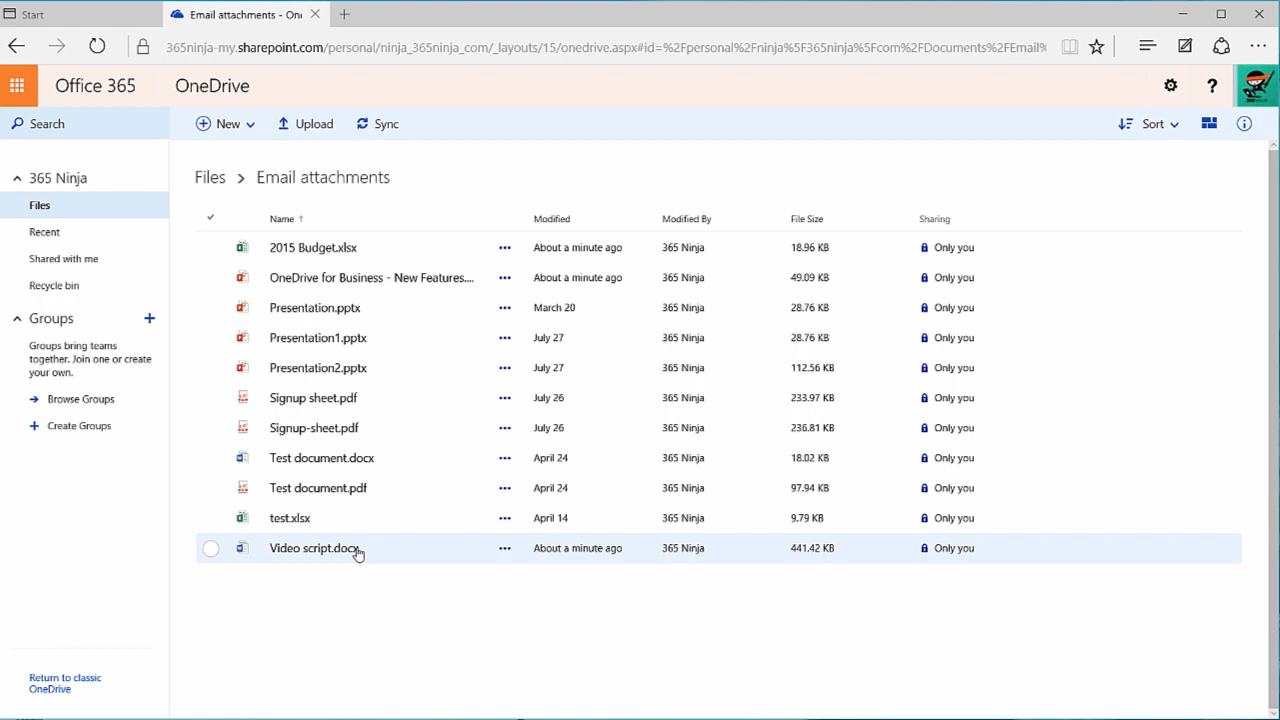 Start
Email attachments - On
365ninja-my.sharepoint.com/personal/ninja_365ninja_com/_layouts/15/onedrive.aspx#id=%2Fpersonal%2Fninja%5F365ninja%5Fcom%2FDocuments%2FEmail%
Office 365
OneDrive
?
Search
New
Upload
Sync
Sort
365 Ninja
Files
Recent
Shared with me
Recycle bin
Groups
Groups bring teams
together. Join one or create
your own.
Browse Groups
Create Groups
Return to classic
OneDrive
Files > Email attachments
Name Modified Modified By File Size Sharing
2015 Budget.xlsx ... About a minute ago 365 Ninja 18.96 KB Only you
OneDrive for Business - New Features.... ... About a minute ago 365 Ninja 49.09 KB Only you
Presentation.pptx ... March 20 365 Ninja 28.76 KB Only you
Presentation1.pptx ... July 27 365 Ninja 28.76 KB Only you
Presentation2.pptx ... July 27 365 Ninja 112.56 KB Only you
Signup sheet.pdf ... July 26 365 Ninja 233.97 KB Only you
Signup-sheet.pdf ... July 26 365 Ninja 236.81 KB Only you
Test document.docx ... April 24 365 Ninja 18.02 KB Only you
Test document.pdf ... April 24 365 Ninja 97.94 KB Only you
test.xlsx ... April 14 365 Ninja 9.79 KB Only you
Video script.docx ... About a minute ago 365 Ninja 441.42 KB Only you